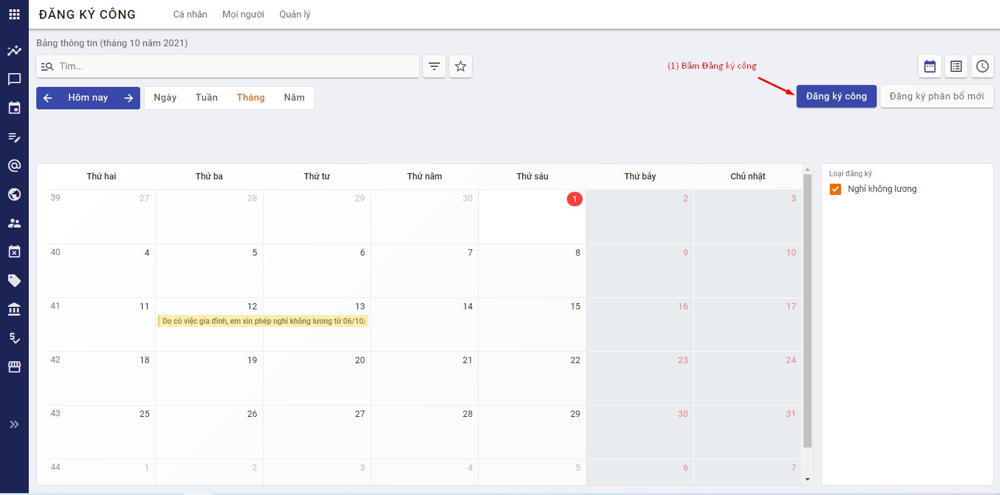 ĐĂNG KÝ CÔNG
Cá nhân
Mọi người
Quản lý
Bảng thông tin (tháng 10 năm 2021)
Tìm...
(1) Bấm Đăng ký công
Hôm nay
Ngày
Tuần
Tháng
Năm
Đăng ký công
Đăng ký phân bổ mới
Thứ hai
Thứ ba
Thứ tư
Thứ năm
Thứ sáu
Thứ bảy
Chủ nhật
39 27 28 29 30 1 2 3
40 4 5 6 7 8 9 10
41 11 12 13 14 15 16 17
Do có việc gia đình, em xin phép nghỉ không lương từ 06/10/
42 18 19 20 21 22 23 24
43 25 26 27 28 29 30 31
44 1 2 3 4 5 6 7
Loại đăng ký
Nghỉ không lương